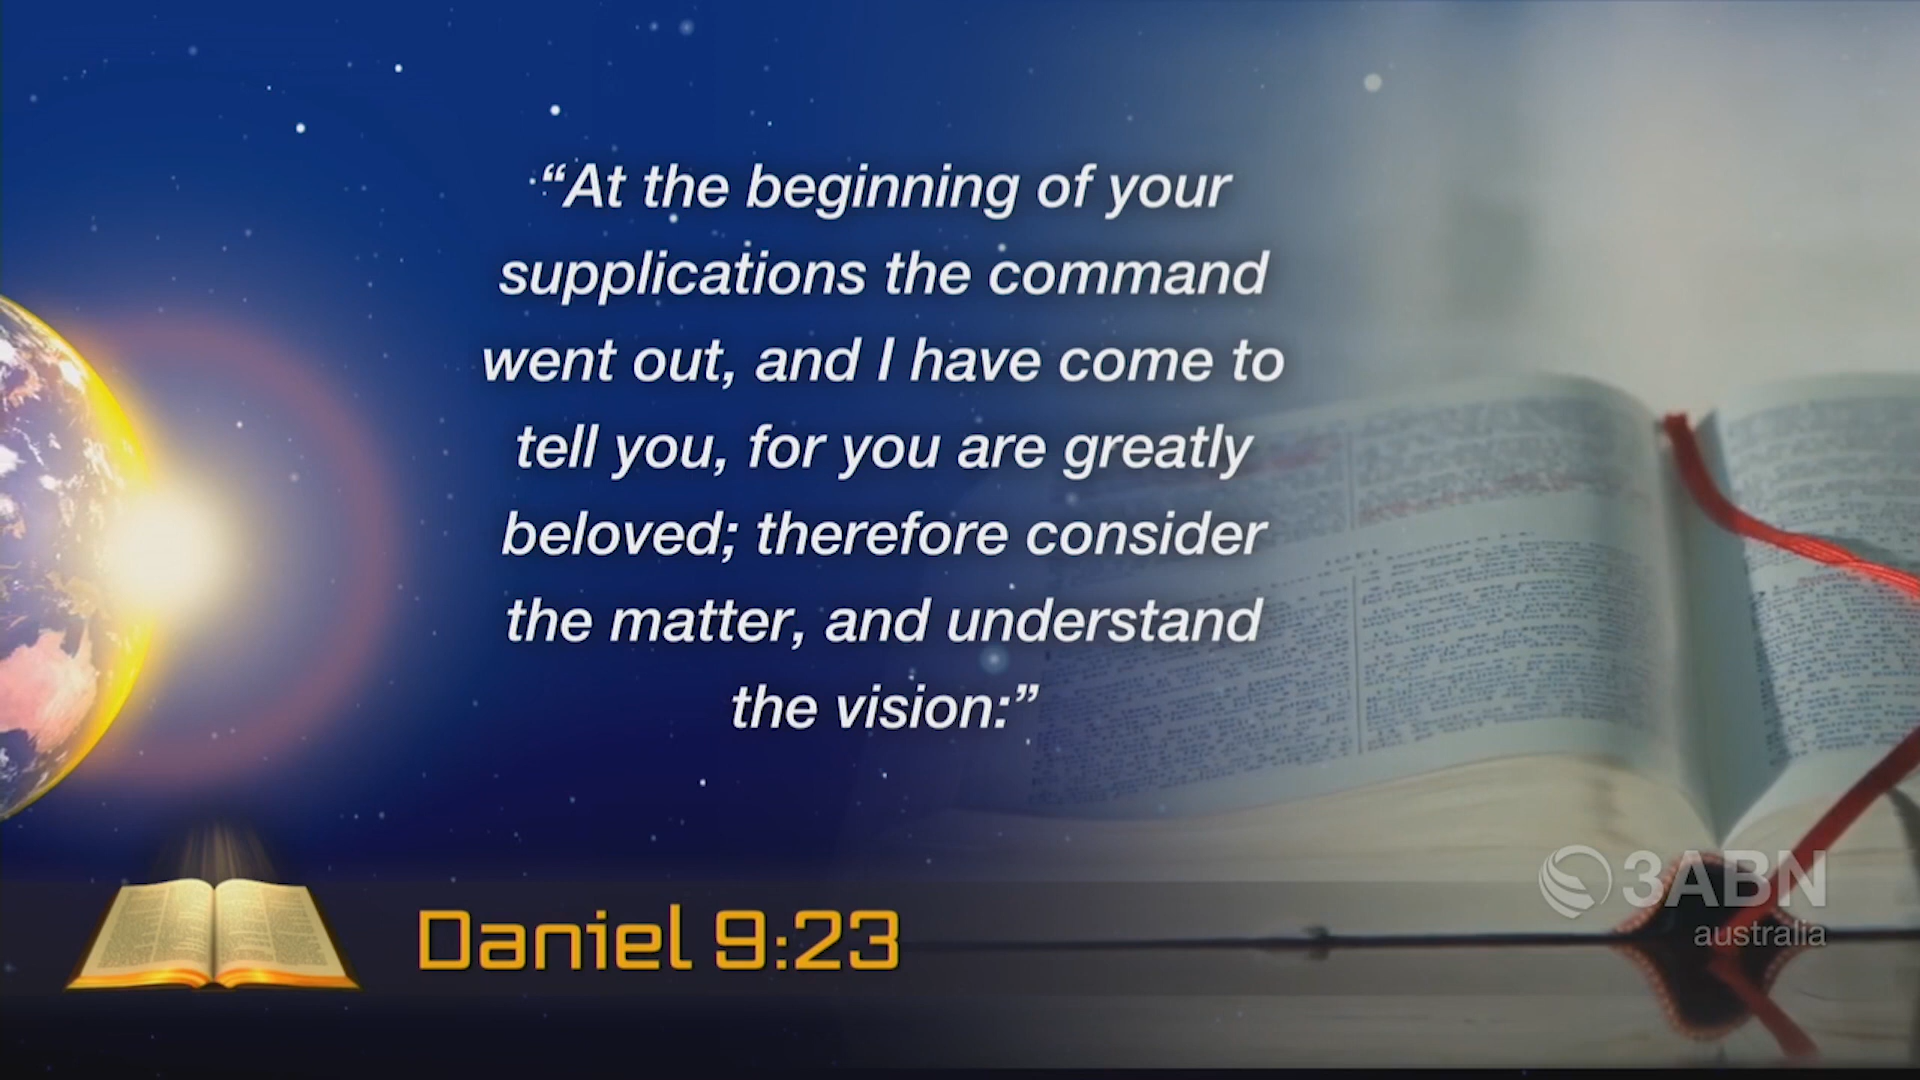 “At the beginning of your
supplications the command
went out, and I have come to
tell you, for you are greatly
beloved; therefore consider
the matter, and understand
the vision:”
Daniel 9:23
3ABN
australia